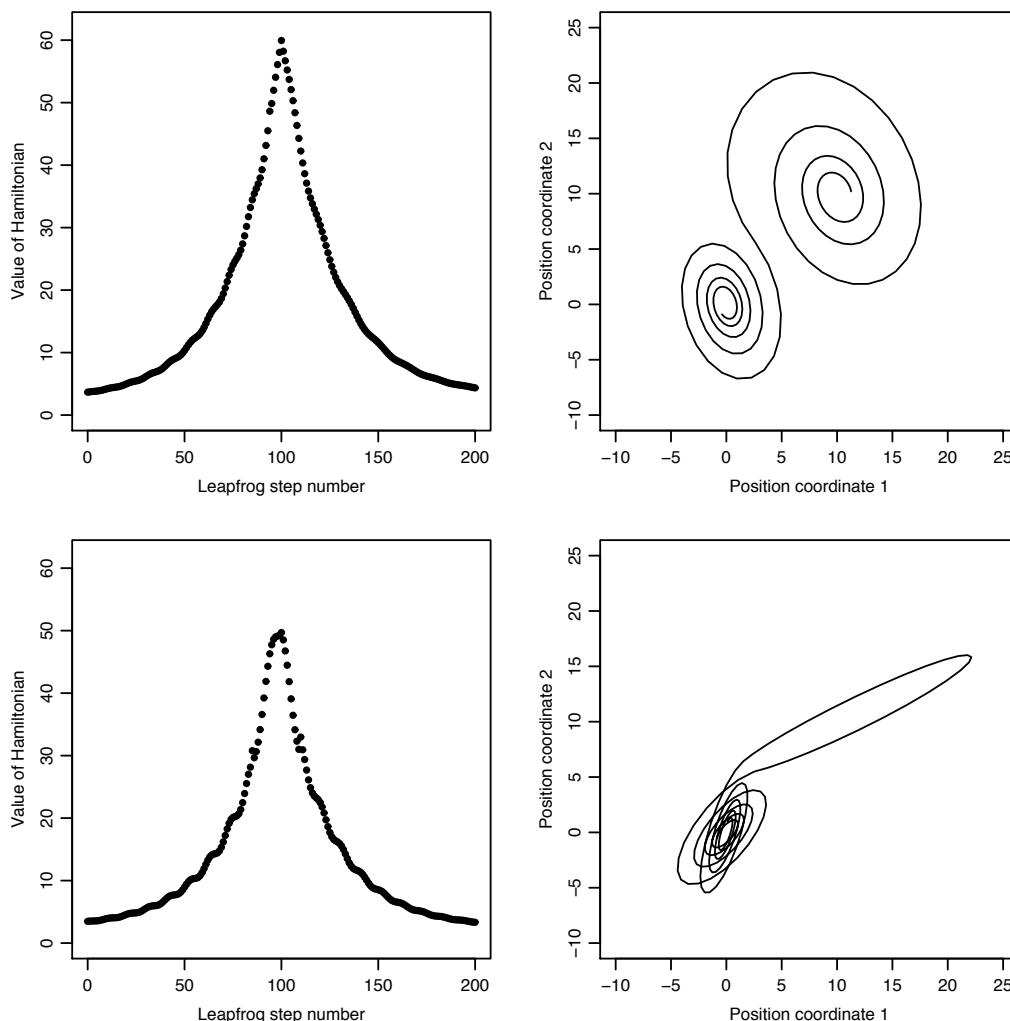 60
50
40
30
20
10
0
Value of Hamiltonian
0 50 100 150 200
Leapfrog step number
25
20
15
10
5
0
−5
−10
Position coordinate 2
−10 −5 0 5 10 15 20 25
Position coordinate 1
60
50
40
30
20
10
0
Value of Hamiltonian
0 50 100 150 200
Leapfrog step number
25
20
15
10
5
0
−5
−10
Position coordinate 2
−10 −5 0 5 10 15 20 25
Position coordinate 1